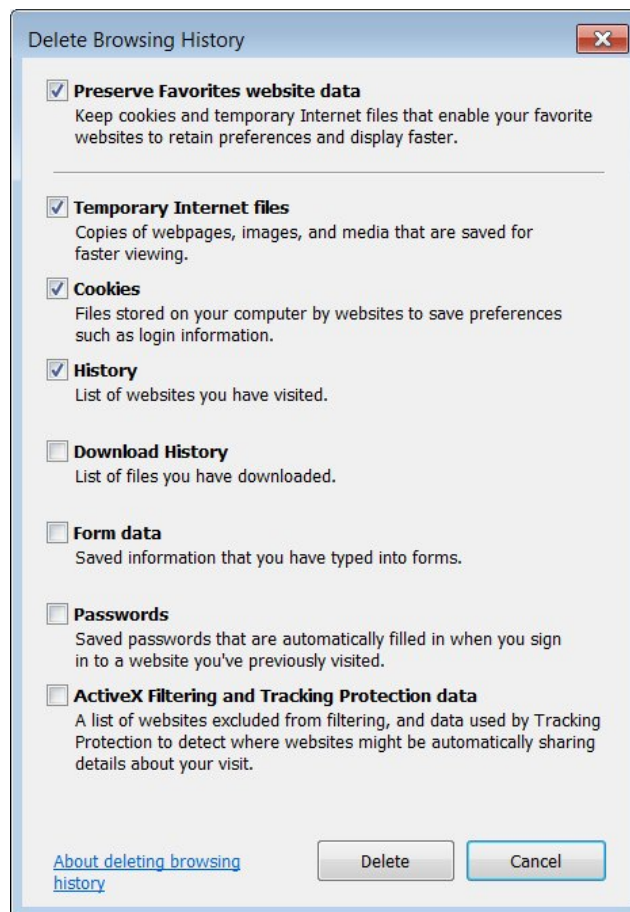 Delete Browsing History
Preserve Favorites website data
Keep cookies and temporary Internet files that enable your favorite
websites to retain preferences and display faster.
Temporary Internet files
Copies of webpages, images, and media that are saved for
faster viewing.
Cookies
Files stored on your computer by websites to save preferences
such as login information.
History
List of websites you have visited.
Download History
List of files you have downloaded.
Form data
Saved information that you have typed into forms.
Passwords
Saved passwords that are automatically filled in when you sign
in to a website you've previously visited.
ActiveX Filtering and Tracking Protection data
A list of websites excluded from filtering, and data used by Tracking
Protection to detect where websites might be automatically sharing
details about your visit.
About deleting browsing
history
Delete
Cancel